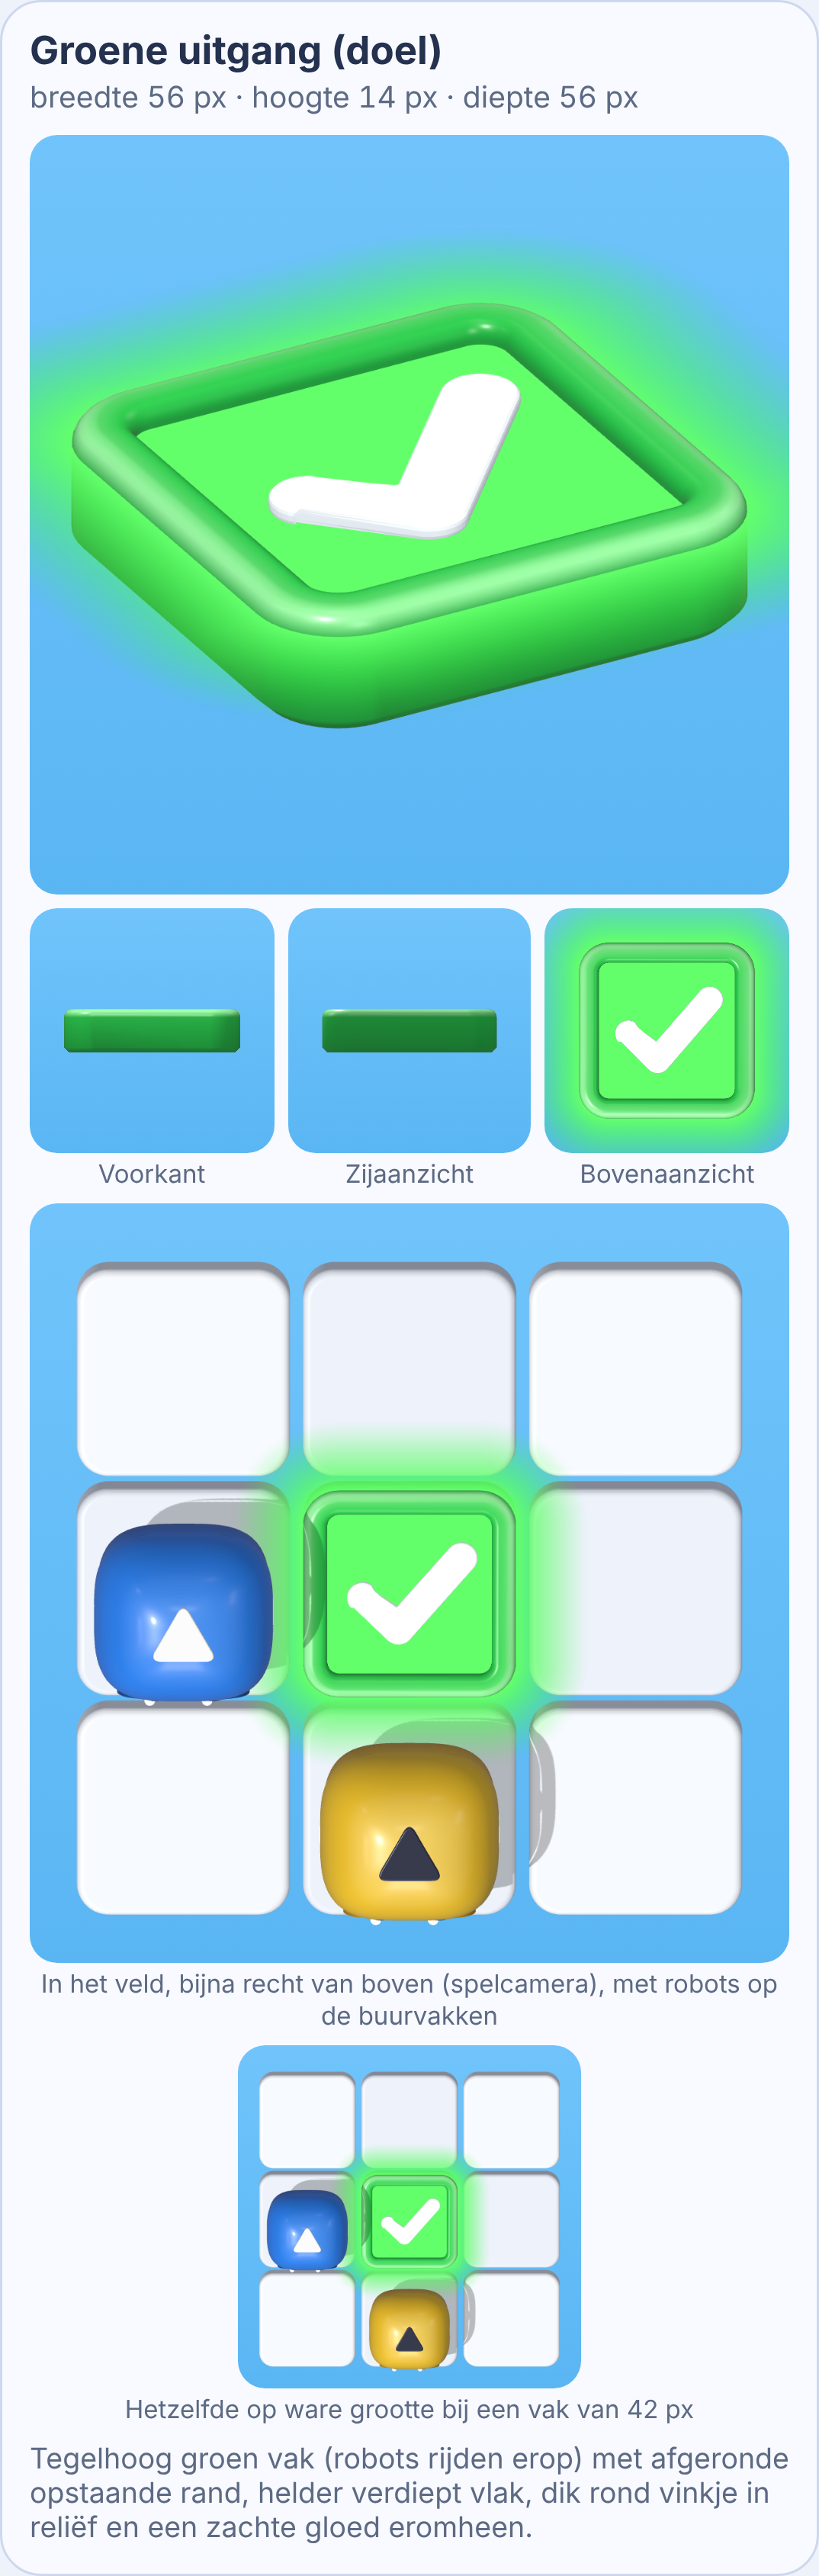 Groene uitgang (doel)
breedte 56 px · hoogte 14 px · diepte 56 px
Voorkant
Zijaanzicht
Bovenaanzicht
In het veld, bijna recht van boven (spelcamera), met robots op
de buurvakken
Hetzelfde op ware grootte bij een vak van 42 px
Tegelhoog groen vak (robots rijden erop) met afgeronde
opstaande rand, helder verdiept vlak, dik rond vinkje in
reliëf en een zachte gloed eromheen.